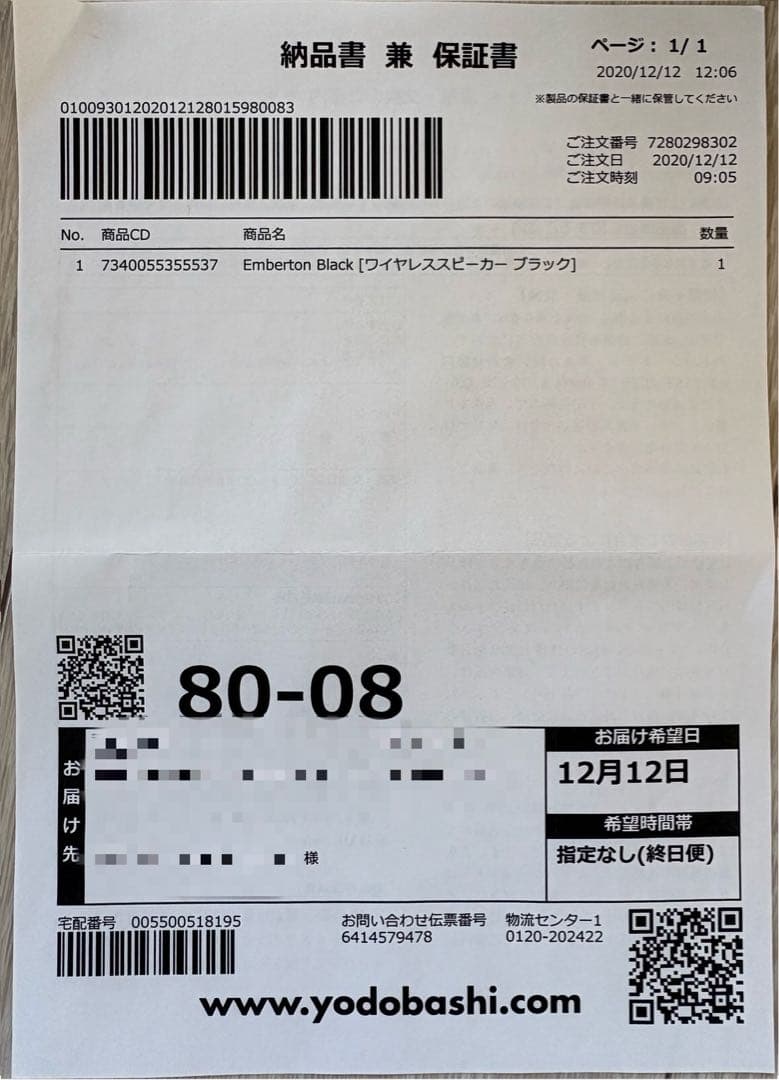 納品書 兼 保証書
ページ： 1/ 1
2020/12/12 12:06
※製品の保証書と一緒に保管してください
01009301202012128015980083
ご注文番号 7280298302
ご注文日 2020/12/12
ご注文時刻 09:05
No. 商品CD 商品名 数量
1 7340055355537 Emberton Black [ワイヤレススピーカー ブラック] 1
80-08
お届け先
様
お届け希望日
12月12日
希望時間帯
指定なし(終日便)
宅配番号 005500518195
お問い合わせ伝票番号 物流センター1
6414579478 0120-202422
www.yodobashi.com